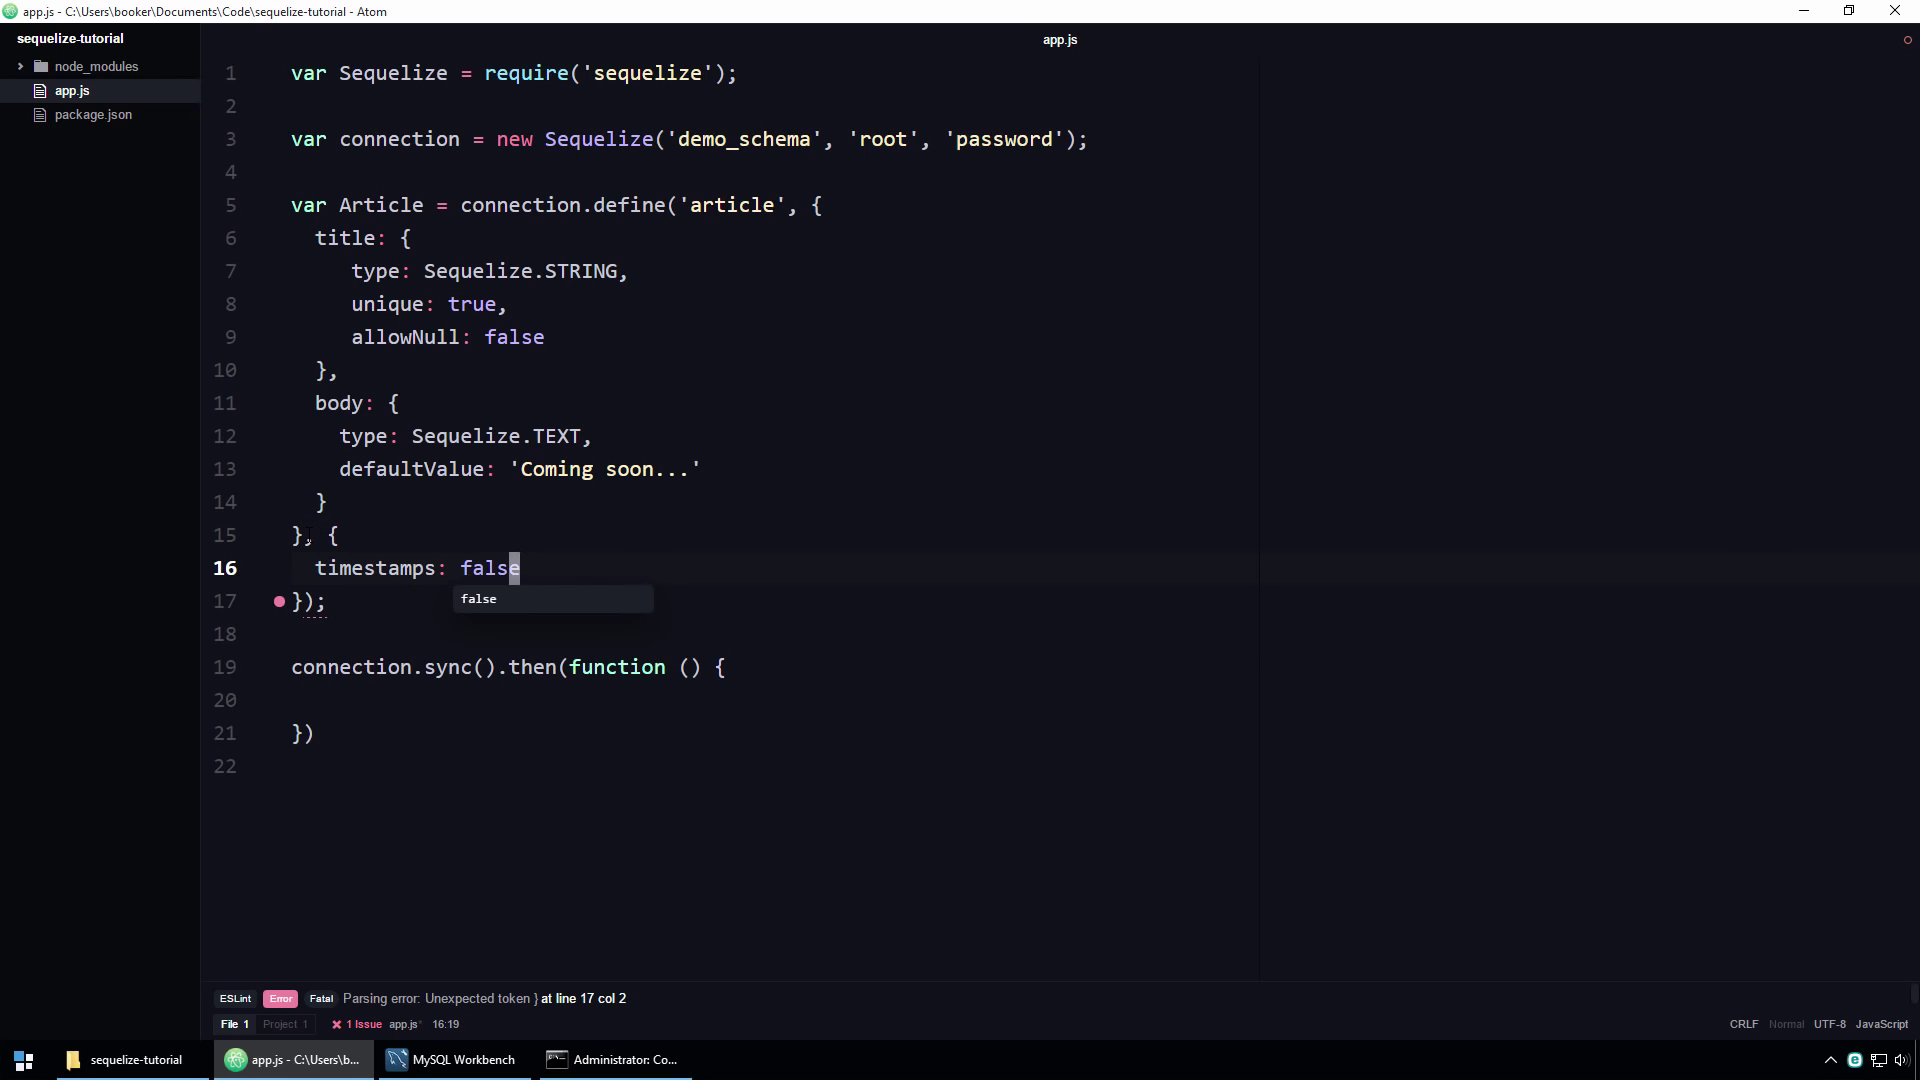 app.js - C:\Users\booker\Documents\Code\sequelize-tutorial - Atom
sequelize-tutorial
node_modules
app.js
package.json
app.js
1 var Sequelize = require('sequelize');
2
3 var connection = new Sequelize('demo_schema', 'root', 'password');
4
5 var Article = connection.define('article', {
6 title: {
7 type: Sequelize.STRING,
8 unique: true,
9 allowNull: false
10 },
11 body: {
12 type: Sequelize.TEXT,
13 defaultValue: 'Coming soon...'
14 }
15 }, {
16 timestamps: false
false
17 });
18
19 connection.sync().then(function () {
20
21 })
22
ESLint Error Fatal Parsing error: Unexpected token } at line 17 col 2
File 1 Project 1 1 Issue app.js* 16:19 CRLF Normal UTF-8 JavaScript
sequelize-tutorial app.js - C:\Users\b... MySQL Workbench Administrator: Co...